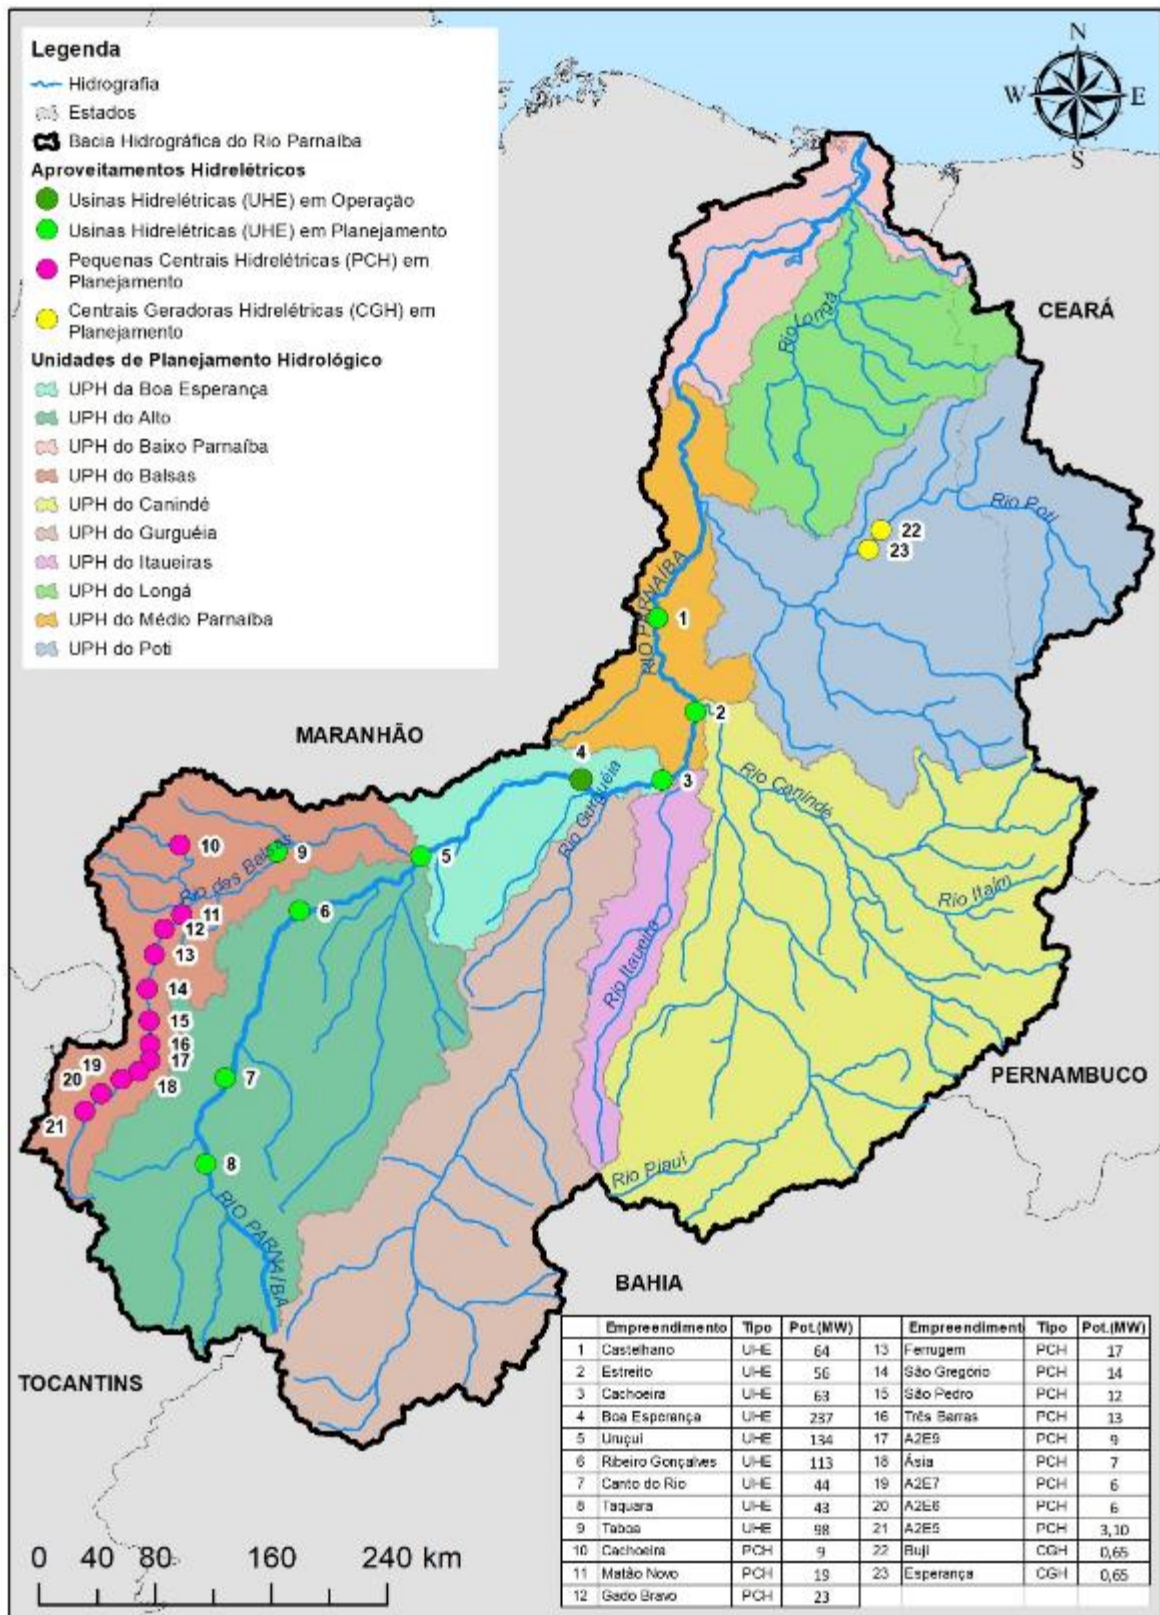 Legenda
Hidrografia
Estados
Bacia Hidrográfica do Rio Parnaíba
Aproveitamentos Hidrelétricos
Usinas Hidrelétricas (UHE) em Operação
Usinas Hidrelétricas (UHE) em Planejamento
Pequenas Centrais Hidrelétricas (PCH) em
Planejamento
Centrais Geradoras Hidrelétricas (CGH) em
Planejamento
Unidades de Planejamento Hidrológico
UPH da Boa Esperança
UPH do Alto
UPH do Baixo Parnaíba
UPH do Balsas
UPH do Canindé
UPH do Gurguéia
UPH do Itaueiras
UPH do Longá
UPH do Médio Parnaíba
UPH do Poti
N
W E
S
CEARÁ
Rio Longá
Rio Poti
22
23
RIO PARNAÍBA
1
2
MARANHÃO
4
3
Rio Gurguéia
Rio Canindé
10
9
5
Rio das Balsas
Rio Itaim
6
11
12
13
Rio Itaueira
14
15
16
17
19
18
20
7
PERNAMBUCO
21
8
Rio Piauí
RIO PARNAÍBA
BAHIA
TOCANTINS
Empreendimento Tipo Pot.(MW) Empreendiment Tipo Pot.(MW)
1 Castelhano UHE 64 13 Ferrugem PCH 17
2 Estreito UHE 56 14 São Gregório PCH 14
3 Cachoeira UHE 63 15 São Pedro PCH 12
4 Boa Esperança UHE 237 16 Três Barras PCH 13
5 Uruçuí UHE 134 17 A2E9 PCH 9
6 Ribeiro Gonçalves UHE 113 18 Ásia PCH 7
7 Canto do Rio UHE 44 19 A2E7 PCH 6
8 Taquara UHE 43 20 A2E6 PCH 6
9 Taboa UHE 98 21 A2E5 PCH 3,10
10 Cachoeira PCH 9 22 Buji CGH 0,65
11 Matão Novo PCH 19 23 Esperança CGH 0,65
12 Gado Bravo PCH 23
0 40 80 160 240 km